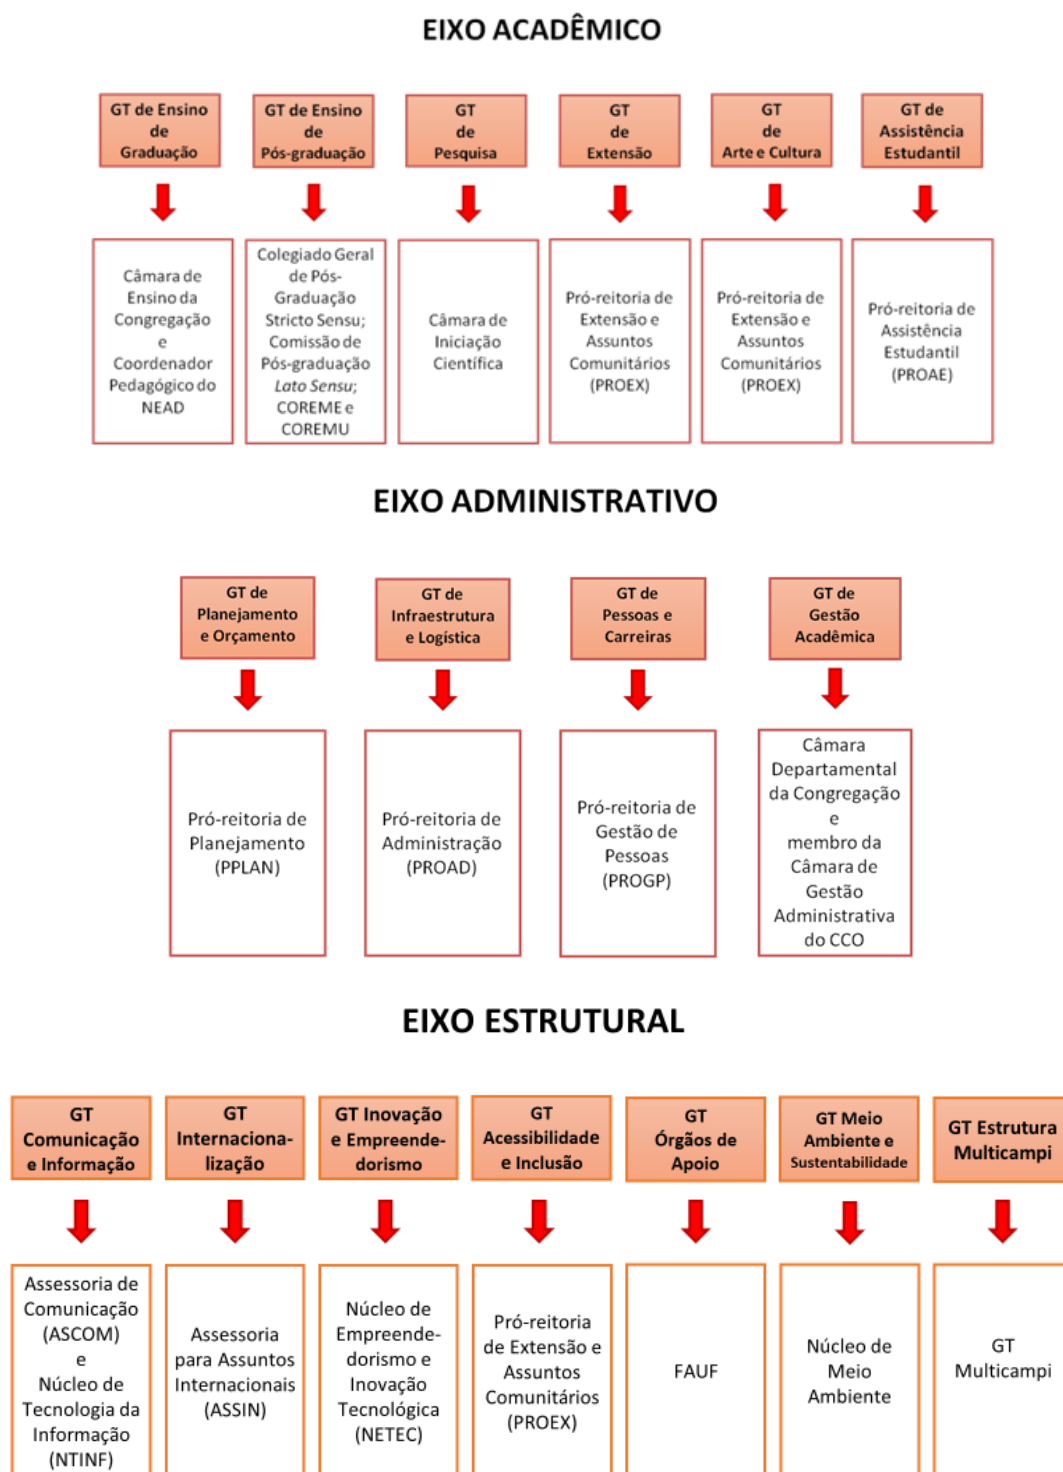 EIXO ACADÊMICO
GT de Ensino
de
Graduação
GT de Ensino
de
Pós-graduação
GT
de
Pesquisa
GT
de
Extensão
GT
de
Arte e Cultura
GT de
Assistência
Estudantil
Câmara de
Ensino da
Congregação
e
Coordenador
Pedagógico do
NEAD
Colegiado Geral
de Pós-
Graduação
Stricto Sensu;
Comissão de
Pós-graduação
Lato Sensu;
COREME e
COREMU
Câmara de
Iniciação
Científica
Pró-reitoria de
Extensão e
Assuntos
Comunitários
(PROEX)
Pró-reitoria de
Extensão e
Assuntos
Comunitários
(PROEX)
Pró-reitoria de
Assistência
Estudantil
(PROAE)
EIXO ADMINISTRATIVO
GT de
Planejamento
e Orçamento
GT de
Infraestrutura
e Logística
GT de
Pessoas e
Carreiras
GT de
Gestão
Acadêmica
Pró-reitoria de
Planejamento
(PPLAN)
Pró-reitoria de
Administração
(PROAD)
Pró-reitoria de
Gestão de
Pessoas
(PROGP)
Câmara
Departamental
da Congregação
e
membro da
Câmara de
Gestão
Administrativa
do CCO
EIXO ESTRUTURAL
GT
Comunicação
e Informação
GT
Internaciona-
lização
GT Inovação
e Empreende-
dorismo
GT
Acessibilidade
e Inclusão
GT
Órgãos de
Apoio
GT Meio
Ambiente e
Sustentabilidade
GT Estrutura
Multicampi
Assessoria de
Comunicação
(ASCOM)
e
Núcleo de
Tecnologia da
Informação
(NTINF)
Assessoria
para Assuntos
Internacionais
(ASSIN)
Núcleo de
Empreende-
dorismo e
Inovação
Tecnológica
(NETEC)
Pró-reitoria
de Extensão e
Assuntos
Comunitários
(PROEX)
FAUF
Núcleo de
Meio
Ambiente
GT
Multicampi